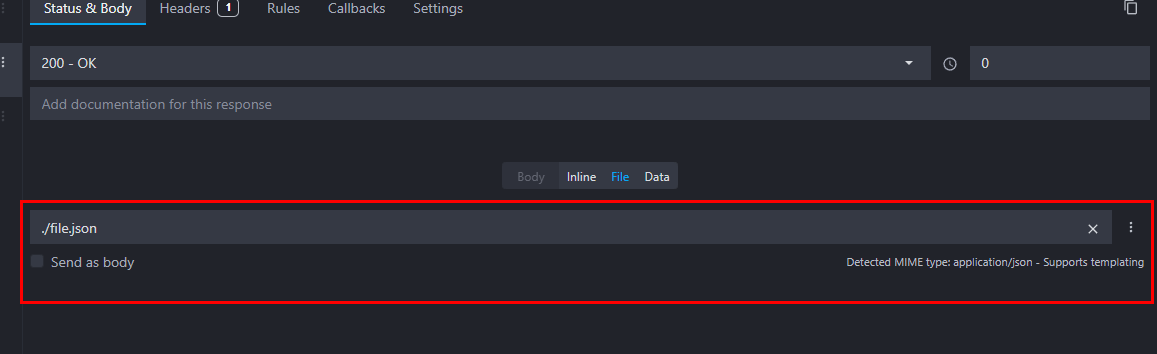 Status & Body Headers 1 Rules Callbacks Settings
200 - OK 0
Add documentation for this response
Body Inline File Data
./file.json
Send as body Detected MIME type: application/json - Supports templating